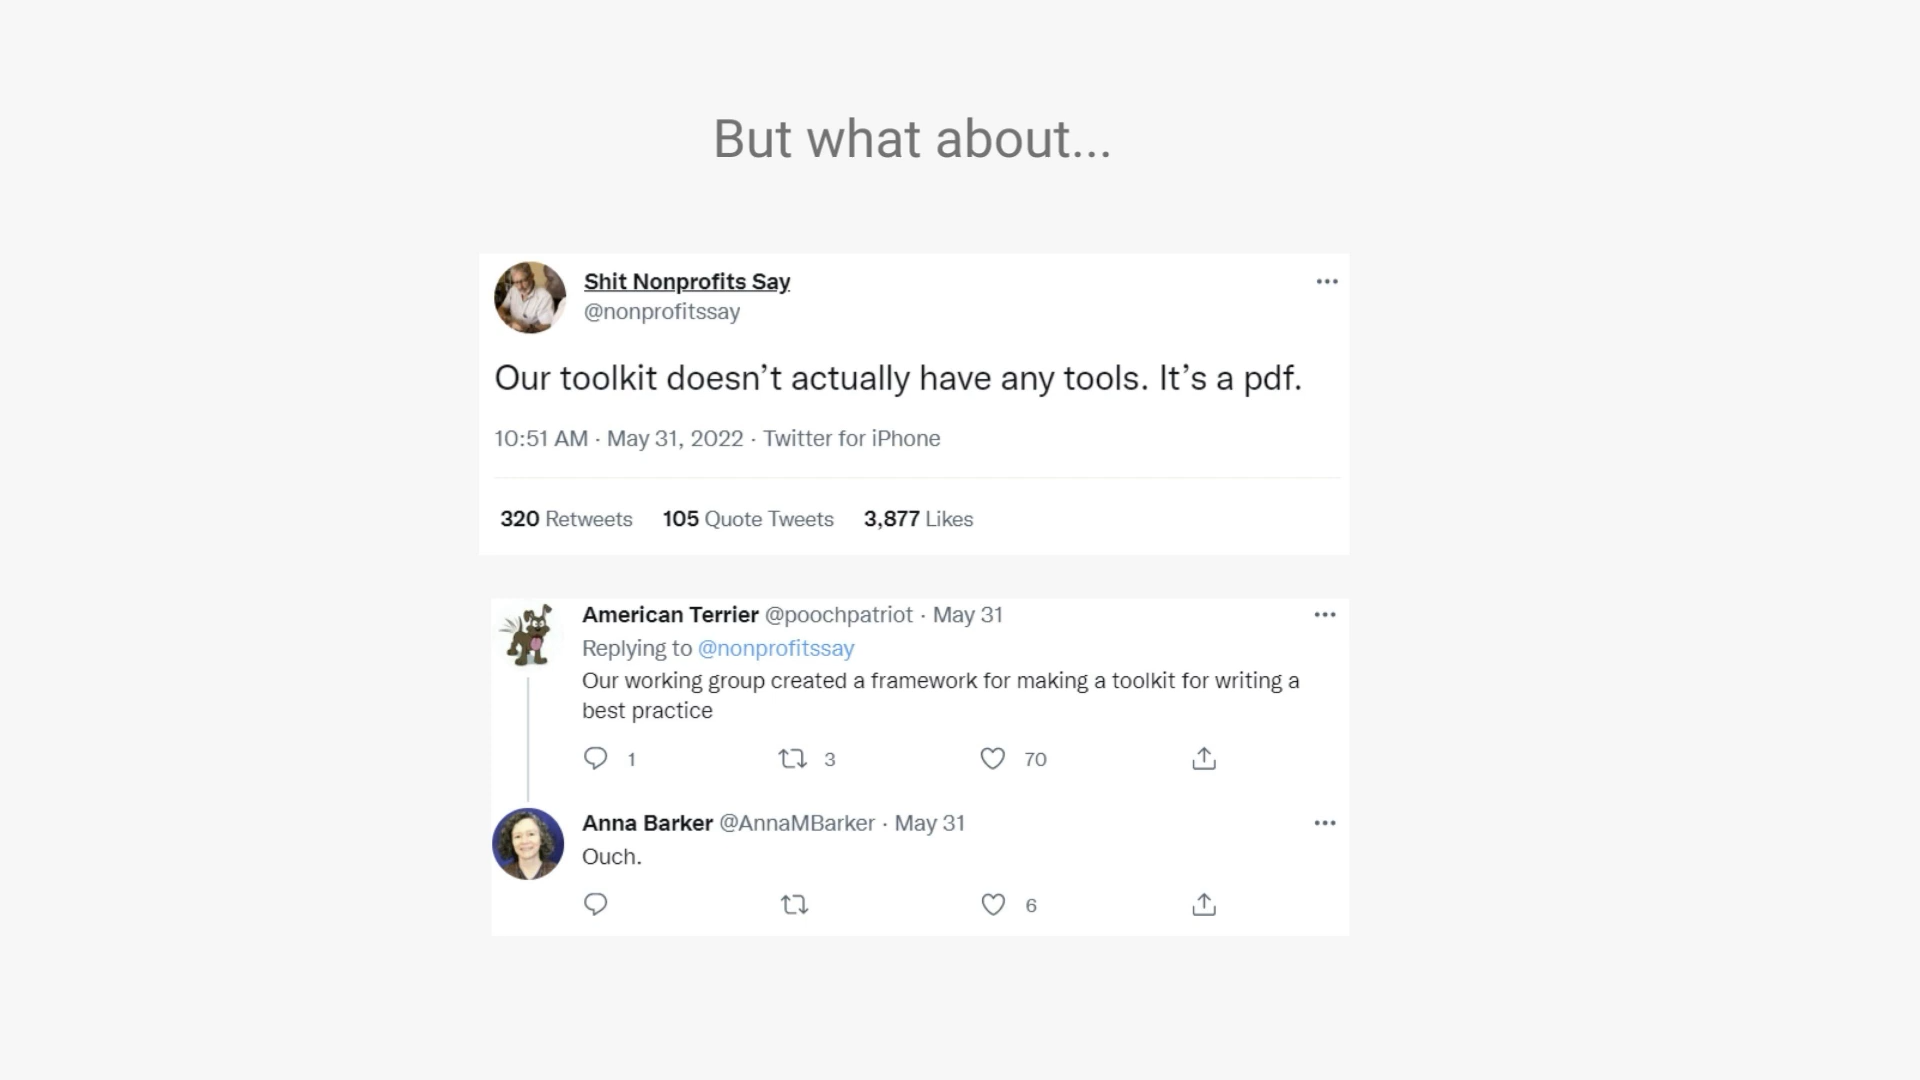 But what about...
Shit Nonprofits Say
@nonprofitssay
Our toolkit doesn’t actually have any tools. It’s a pdf.
10:51 AM · May 31, 2022 · Twitter for iPhone
320 Retweets 105 Quote Tweets 3,877 Likes
American Terrier @poochpatriot · May 31
Replying to @nonprofitssay
Our working group created a framework for making a toolkit for writing a
best practice
1 3 70
Anna Barker @AnnaMBarker · May 31
Ouch.
6